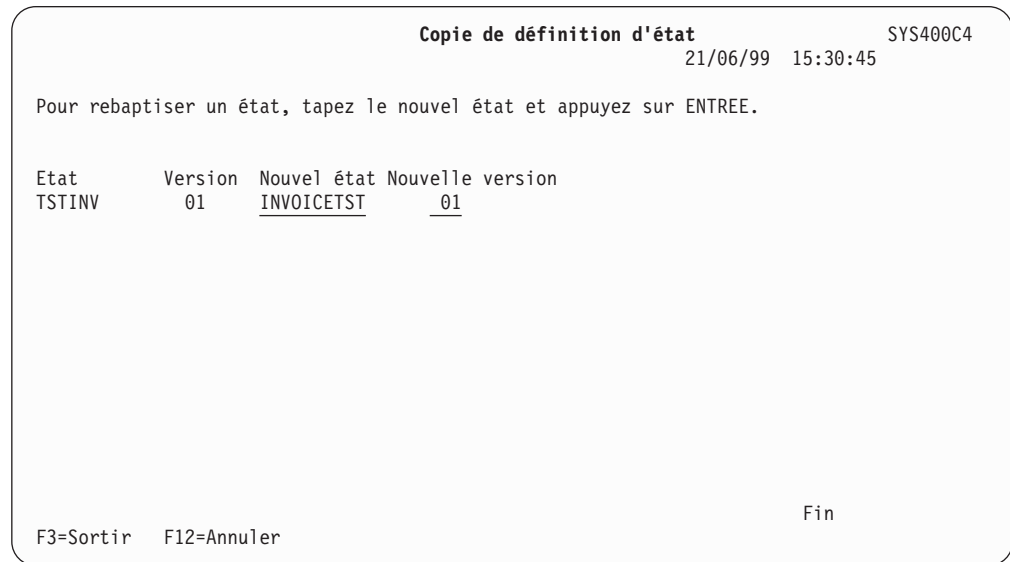 Copie de définition d'état SYS400C4
21/06/99 15:30:45
Pour rebaptiser un état, tapez le nouvel état et appuyez sur ENTREE.
Etat Version Nouvel état Nouvelle version
TSTINV 01 INVOICETST 01
Fin
F3=Sortir F12=Annuler